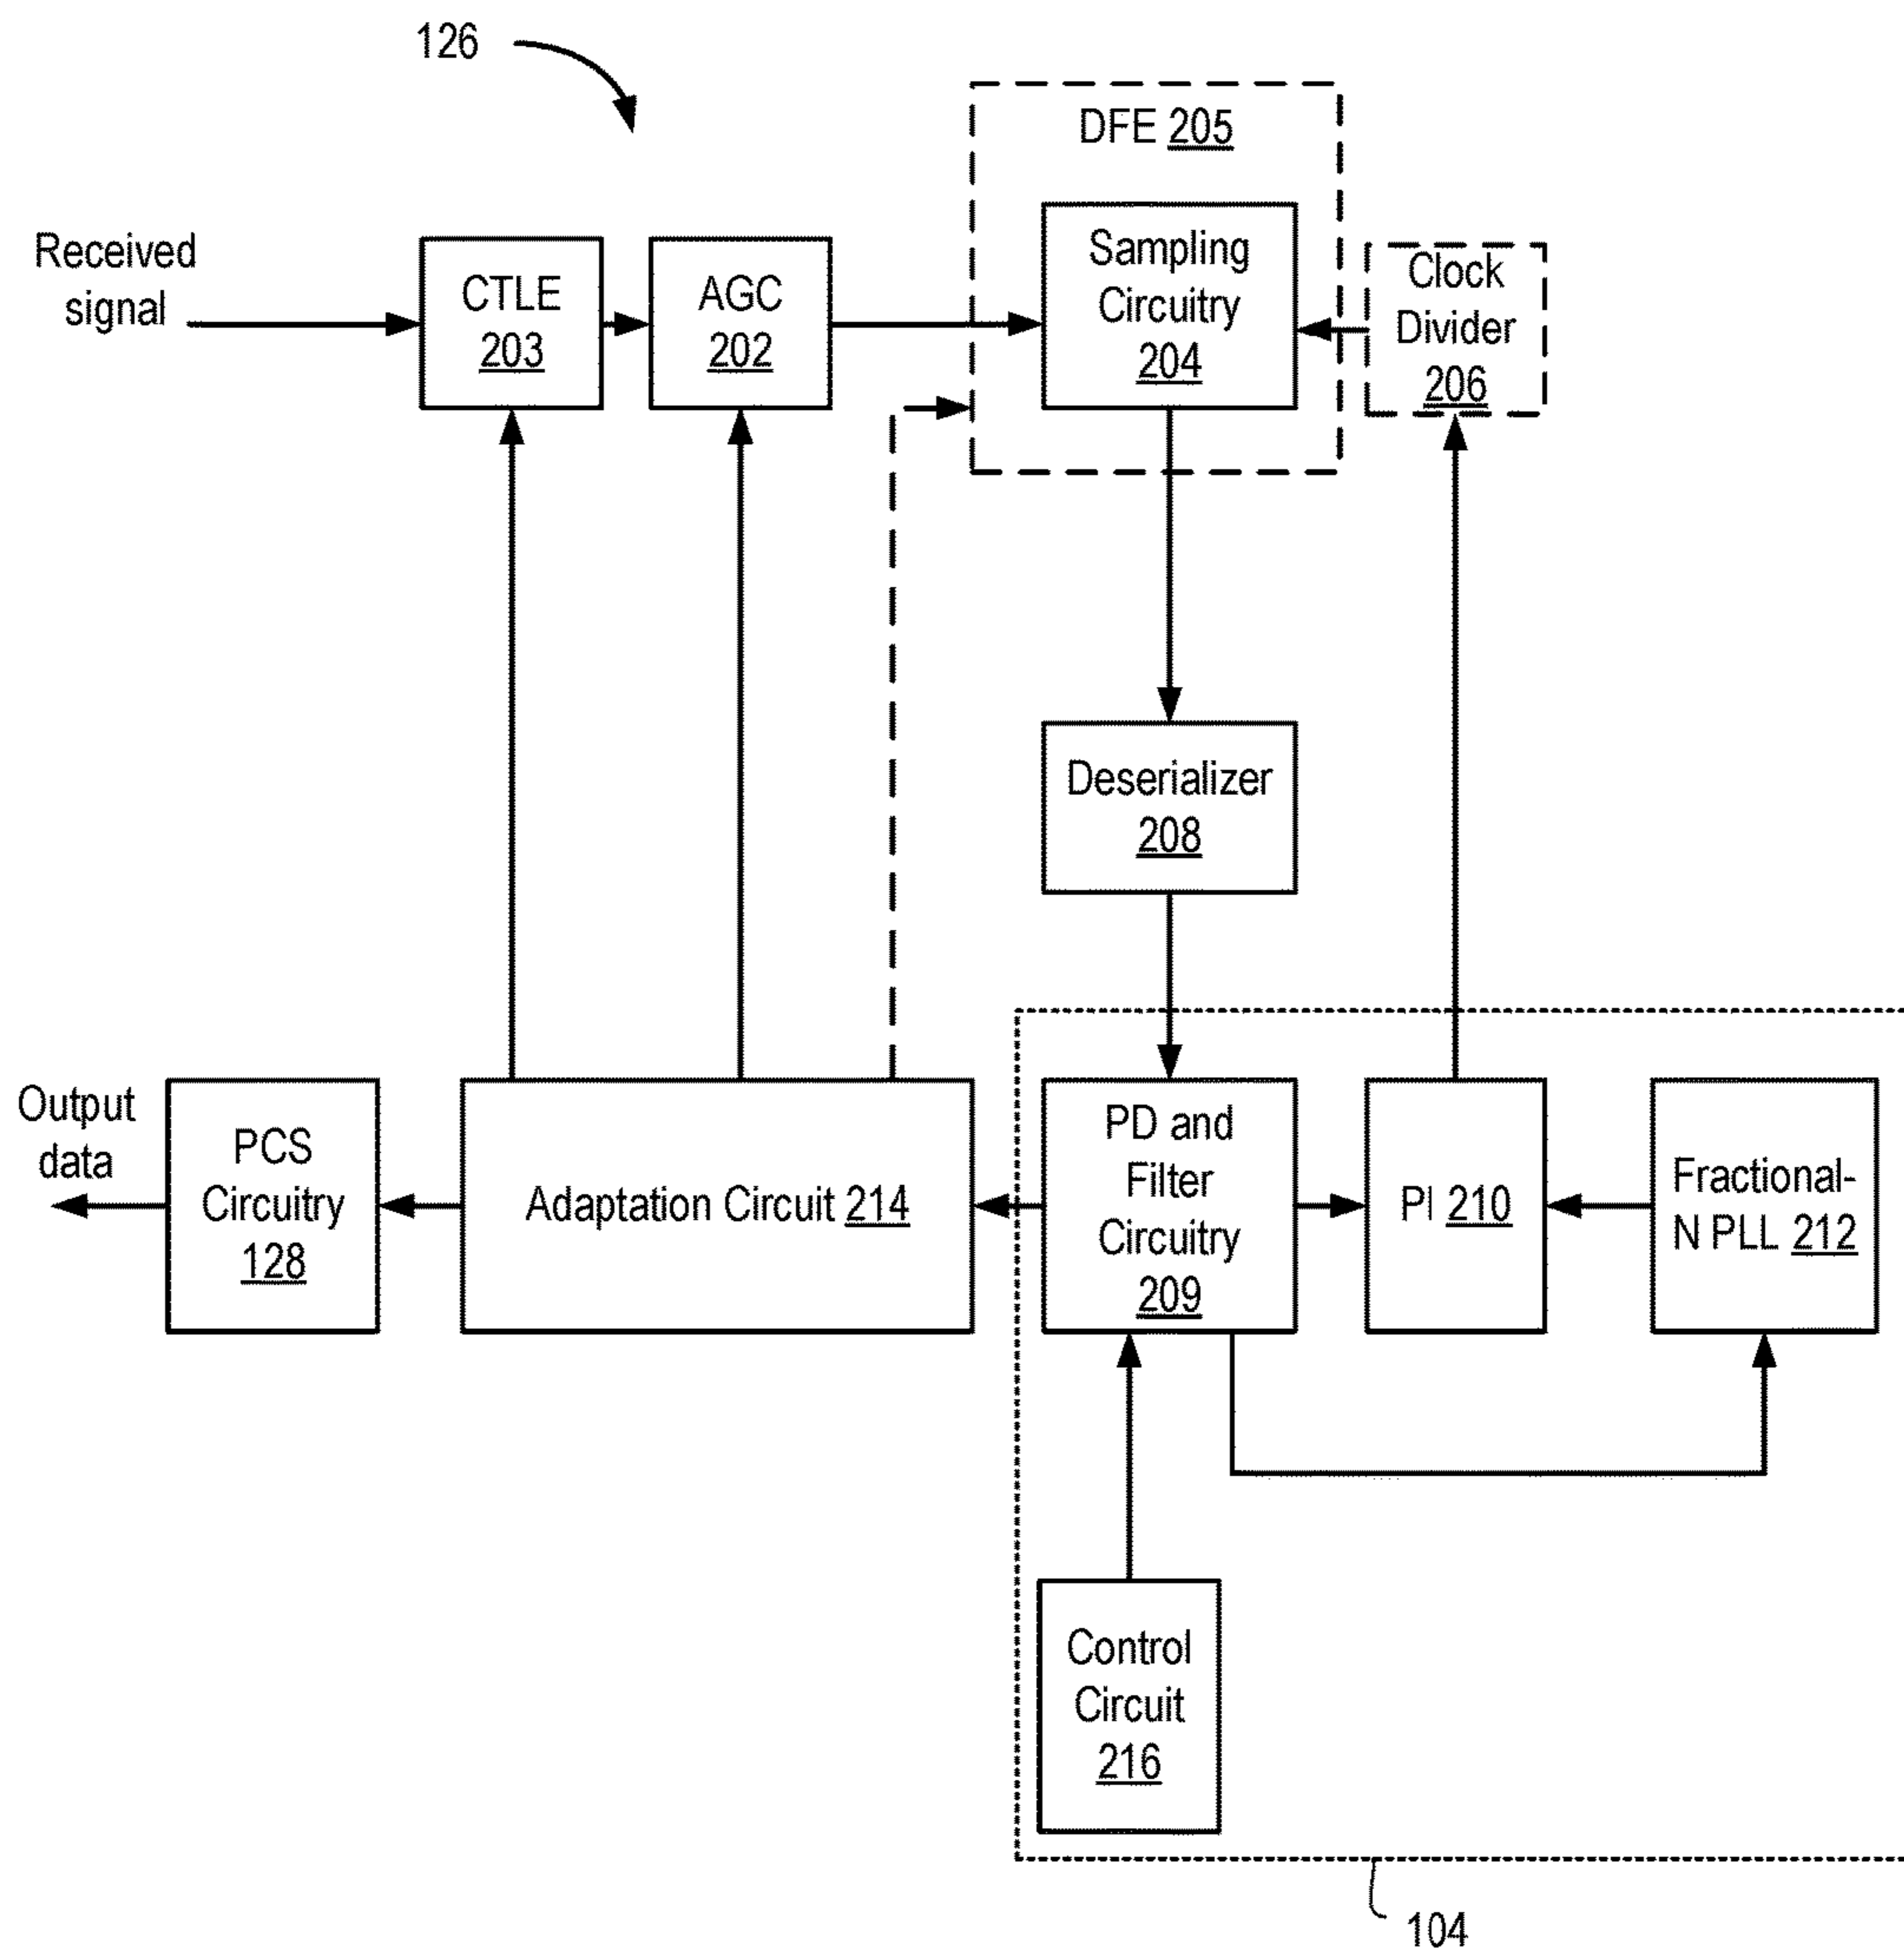 126
DFE 205
Received
signal
CTLE
203
AGC
202
Sampling
Circuitry
204
Clock
Divider
206
Deserializer
208
Output
data
PCS
Circuitry
128
Adaptation Circuit 214
PD and
Filter
Circuitry
209
PI 210
Fractional-
N PLL 212
Control
Circuit
216
104